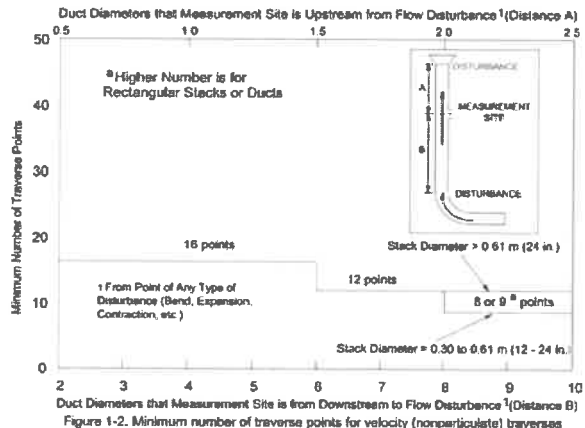 Duct Diameters that Measurement Site is Upstream from Flow Disturbance¹(Distance A)
0.5 1.0 1.5 2.0 2.5
50
40
30
20
10
0
Minimum Number of Traverse Points
a Higher Number is for
Rectangular Stacks or Ducts
DISTURBANCE
A
MEASUREMENT
SITE
B
DISTURBANCE
Stack Diameter > 0.61 m (24 in.)
16 points
12 points
8 or 9 a points
1 From Point of Any Type of
Disturbance (Bend, Expansion,
Contraction, etc.)
Stack Diameter = 0.30 to 0.61 m (12 - 24 in.)
2 3 4 5 6 7 8 9 10
Duct Diameters that Measurement Site is from Downstream to Flow Disturbance¹(Distance B)
Figure 1-2. Minimum number of traverse points for velocity (nonparticulate) traverses